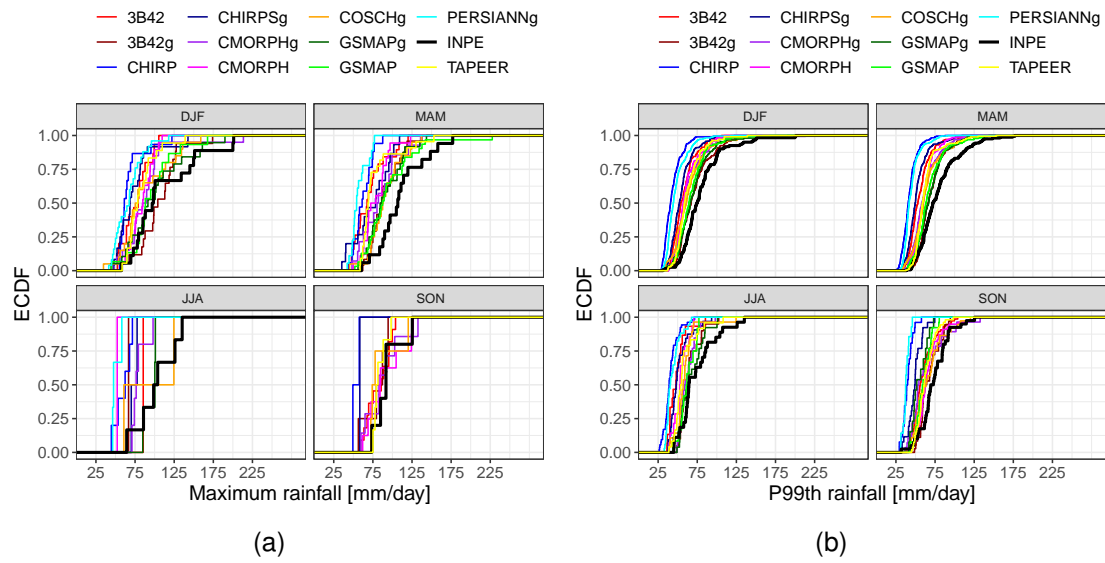 3B42 CHIRPSg COSCHg PERSIANNg
3B42g CMORPHg GSMAPg INPE
CHIRP CMORPH GSMAP TAPEER
DJF MAM
1.00
0.75
0.50
0.25
0.00
JJA SON
1.00
0.75
0.50
0.25
0.00
ECDF
25 75 125 175 225 25 75 125 175 225
Maximum rainfall [mm/day]
(a)
3B42 CHIRPSg COSCHg PERSIANNg
3B42g CMORPHg GSMAPg INPE
CHIRP CMORPH GSMAP TAPEER
DJF MAM
1.00
0.75
0.50
0.25
0.00
JJA SON
1.00
0.75
0.50
0.25
0.00
ECDF
25 75 125 175 225 25 75 125 175 225
P99th rainfall [mm/day]
(b)